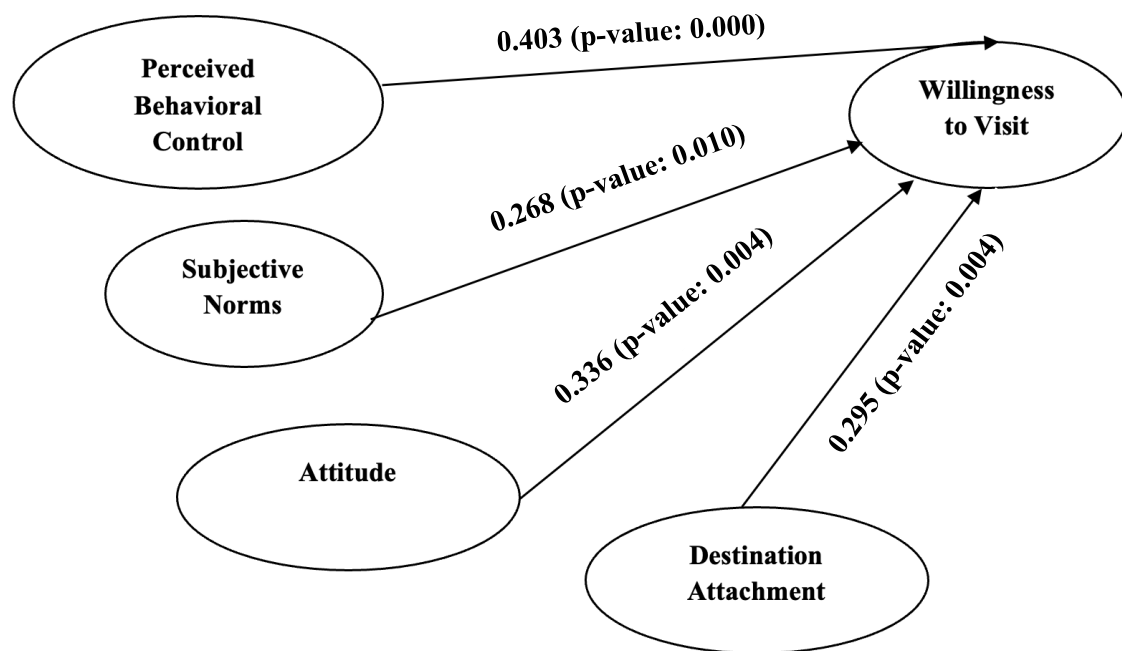 0.403 (p-value: 0.000)
Perceived
Behavioral
Control
Willingness
to Visit
0.268 (p-value: 0.010)
Subjective
Norms
0.336 (p-value: 0.004)
0.295 (p-value: 0.004)
Attitude
Destination
Attachment